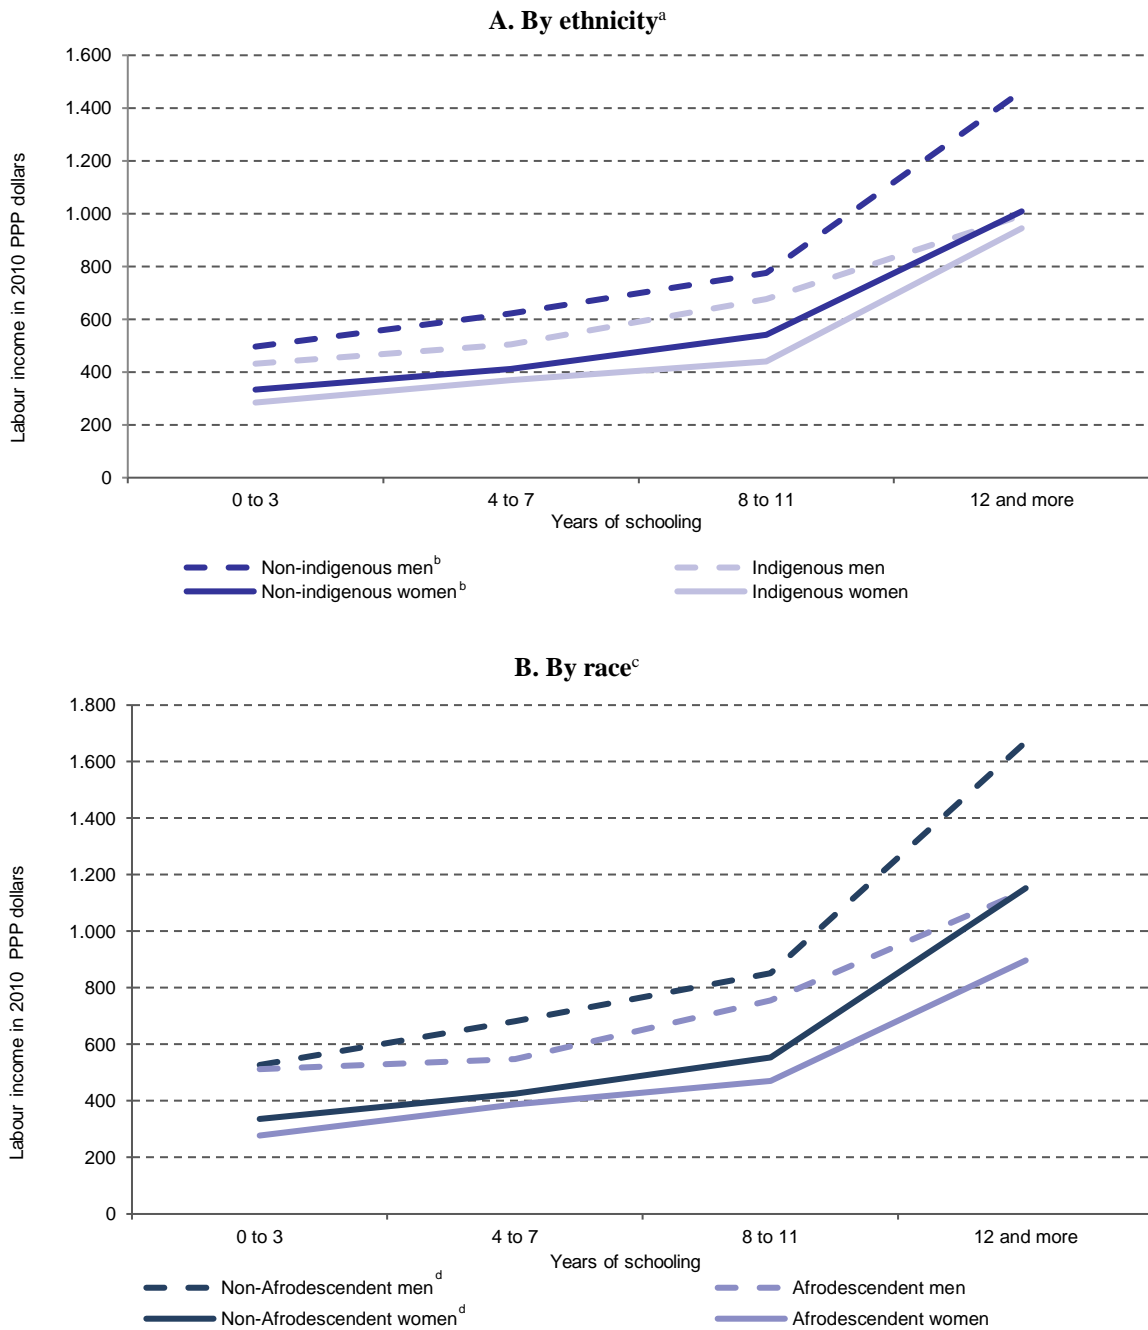 A. By ethnicityᵃ
1.600
1.400
1.200
1.000
800
600
400
200
0
Labour income in 2010 PPP dollars
0 to 3
4 to 7
8 to 11
12 and more
Years of schooling
Non-indigenous menᵇ
Indigenous men
Non-indigenous womenᵇ
Indigenous women
B. By raceᶜ
1.800
1.600
1.400
1.200
1.000
800
600
400
200
0
Labour income in 2010 PPP dollars
0 to 3
4 to 7
8 to 11
12 and more
Years of schooling
Non-Afrodescendent menᵈ
Afrodescendent men
Non-Afrodescendent womenᵈ
Afrodescendent women